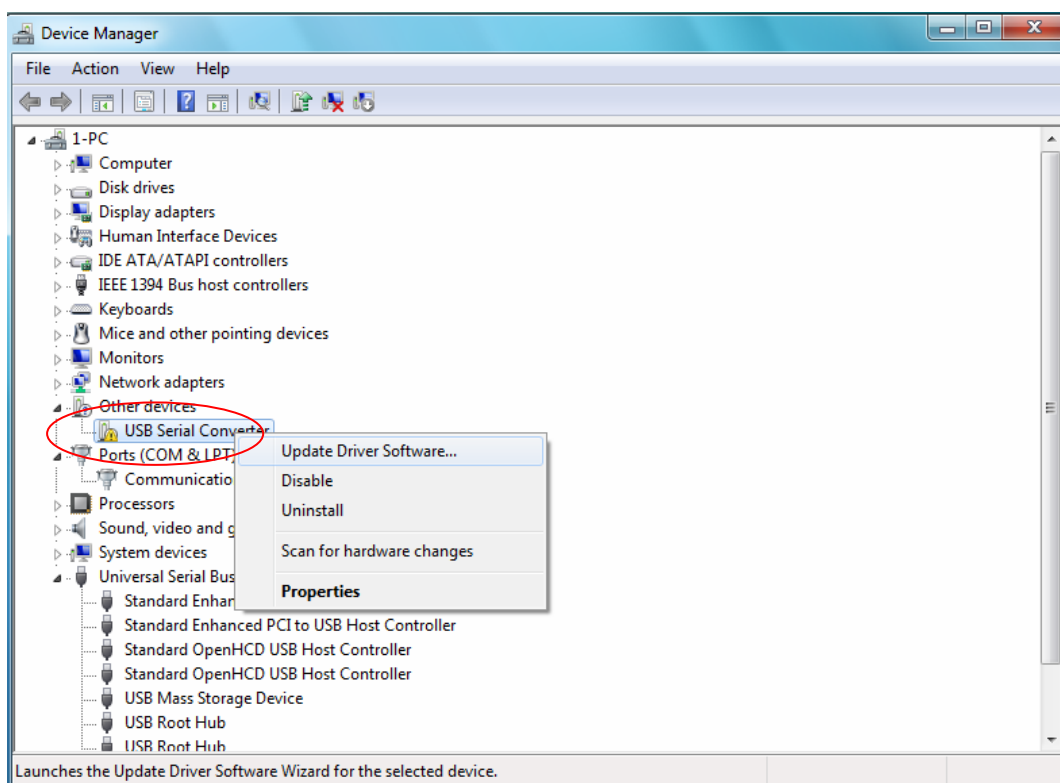 Device Manager
File Action View Help
1-PC
Computer
Disk drives
Display adapters
Human Interface Devices
IDE ATA/ATAPI controllers
IEEE 1394 Bus host controllers
Keyboards
Mice and other pointing devices
Monitors
Network adapters
Other devices
USB Serial Converter
Ports (COM & LPT)
Communicatio
Processors
Sound, video and g
System devices
Universal Serial Bus
Standard Enhan
Standard Enhanced PCI to USB Host Controller
Standard OpenHCD USB Host Controller
Standard OpenHCD USB Host Controller
USB Mass Storage Device
USB Root Hub
USB Root Hub
Update Driver Software...
Disable
Uninstall
Scan for hardware changes
Properties
Launches the Update Driver Software Wizard for the selected device.